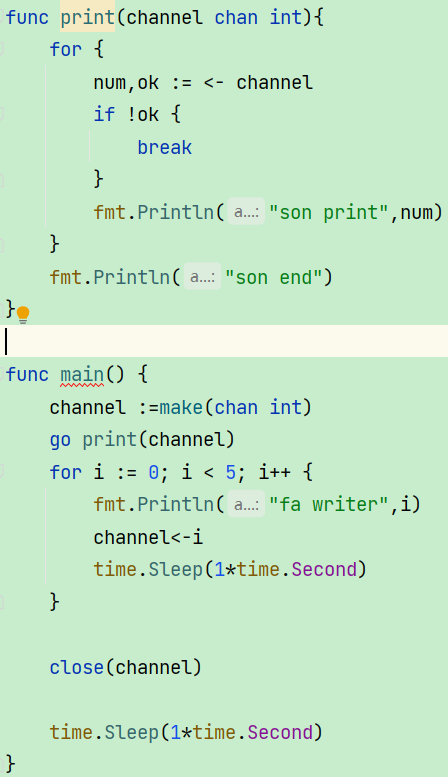 func print(channel chan int){
    for {
        num,ok := <- channel
        if !ok {
            break
        }
        fmt.Println( a...: "son print",num)
    }
    fmt.Println( a...: "son end")
}
func main() {
    channel :=make(chan int)
    go print(channel)
    for i := 0; i < 5; i++ {
        fmt.Println( a...: "fa writer",i)
        channel<-i
        time.Sleep(1*time.Second)
    }
    close(channel)
    time.Sleep(1*time.Second)
}